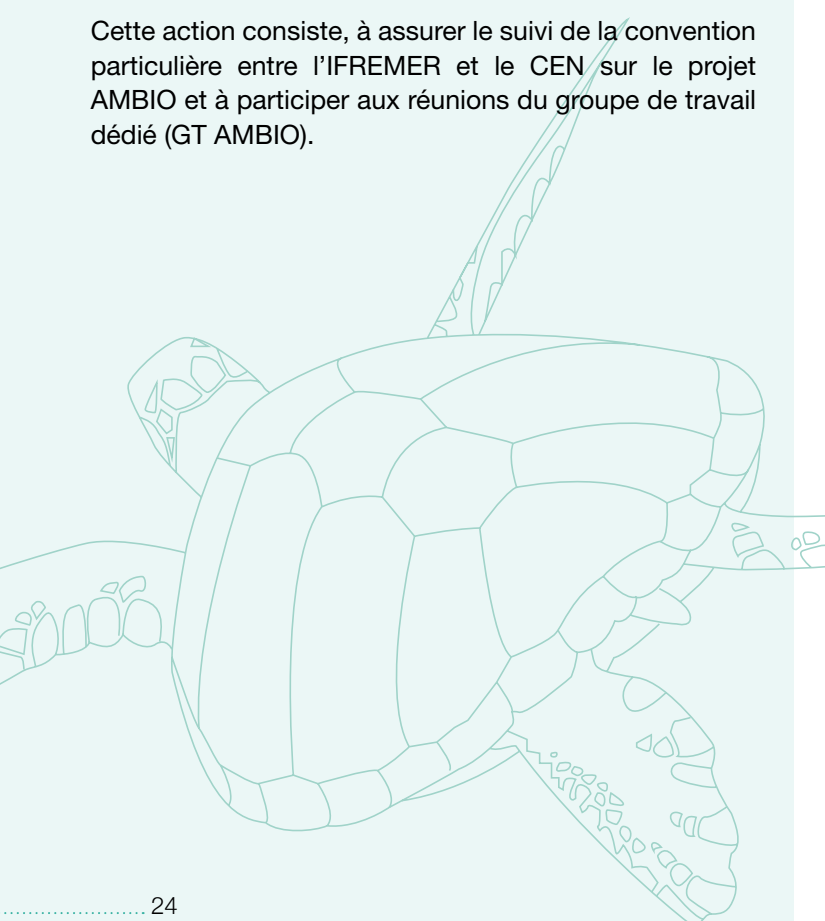 Cette action consiste, à assurer le suivi de la convention
particulière entre l’IFREMER et le CEN sur le projet
AMBIO et à participer aux réunions du groupe de travail
dédié (GT AMBIO).
........................ 24